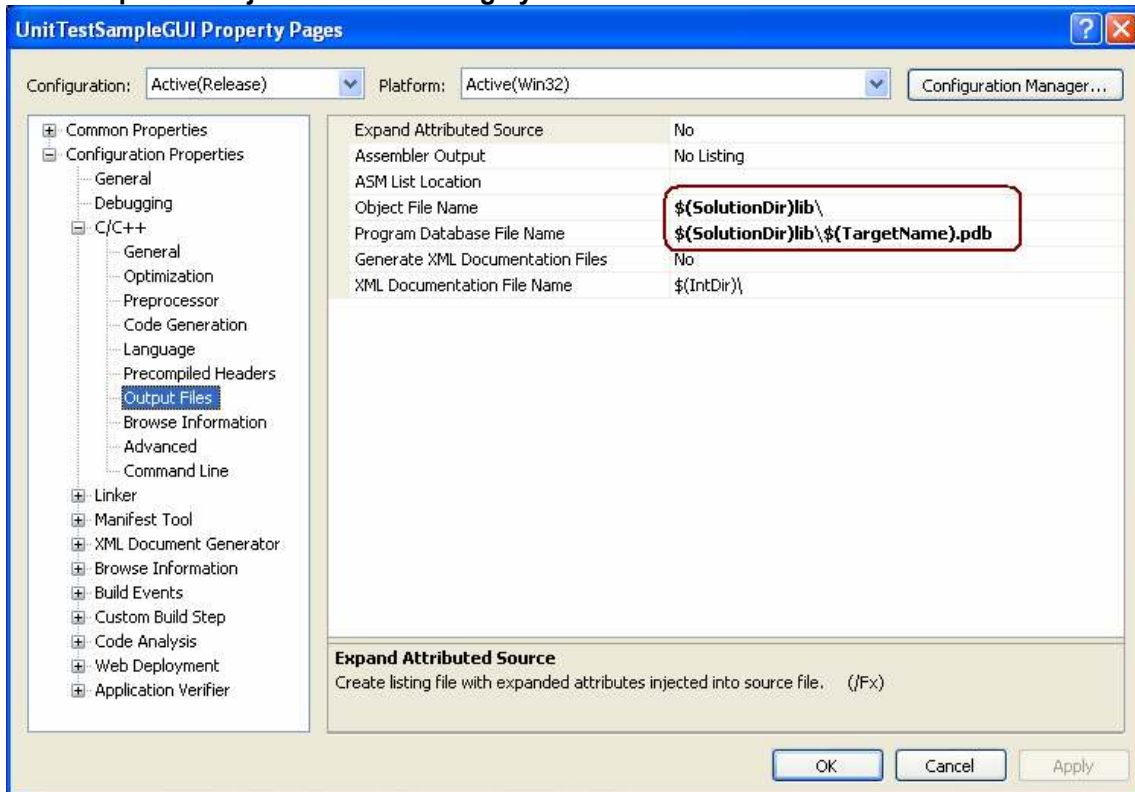 UnitTestSampleGUI Property Pages
Configuration: Active(Release) Platform: Active(Win32) Configuration Manager...
Common Properties
Configuration Properties
General
Debugging
C/C++
General
Optimization
Preprocessor
Code Generation
Language
Precompiled Headers
Output Files
Browse Information
Advanced
Command Line
Linker
Manifest Tool
XML Document Generator
Browse Information
Build Events
Custom Build Step
Code Analysis
Web Deployment
Application Verifier
Expand Attributed Source No
Assembler Output No Listing
ASM List Location
Object File Name $(SolutionDir)lib\
Program Database File Name $(SolutionDir)lib\$(TargetName).pdb
Generate XML Documentation Files No
XML Documentation File Name $(IntDir)\
Expand Attributed Source
Create listing file with expanded attributes injected into source file. (/Fx)
OK Cancel Apply